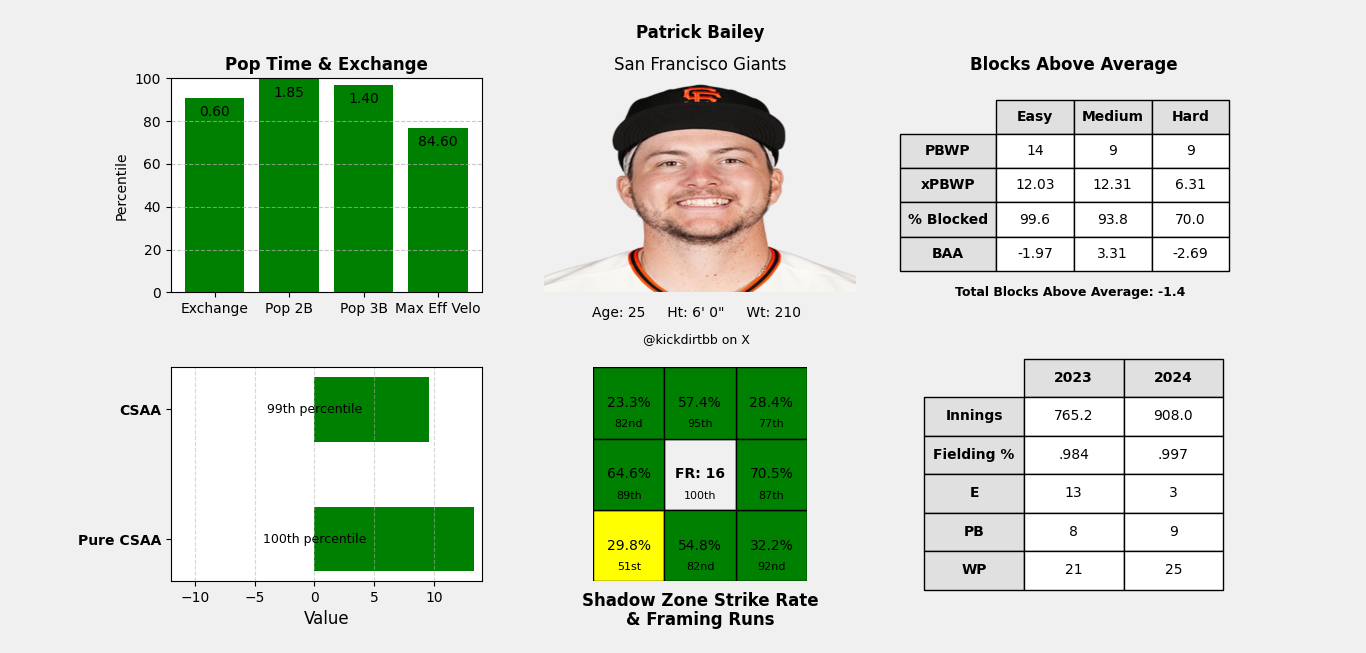 Patrick Bailey
San Francisco Giants
Pop Time & Exchange
Percentile
100
80
60
40
20
0
0.60
1.85
1.40
84.60
Exchange Pop 2B Pop 3B Max Eff Velo
SF
Age: 25 Ht: 6' 0" Wt: 210
@kickdirtbb on X
Blocks Above Average
Easy Medium Hard
PBWP 14 9 9
xPBWP 12.03 12.31 6.31
% Blocked 99.6 93.8 70.0
BAA -1.97 3.31 -2.69
Total Blocks Above Average: -1.4
CSAA 99th percentile
Pure CSAA 100th percentile
−10 −5 0 5 10
Value
23.3% 57.4% 28.4%
82nd 95th 77th
64.6% FR: 16 70.5%
89th 100th 87th
29.8% 54.8% 32.2%
51st 82nd 92nd
Shadow Zone Strike Rate
& Framing Runs
2023 2024
Innings 765.2 908.0
Fielding % .984 .997
E 13 3
PB 8 9
WP 21 25